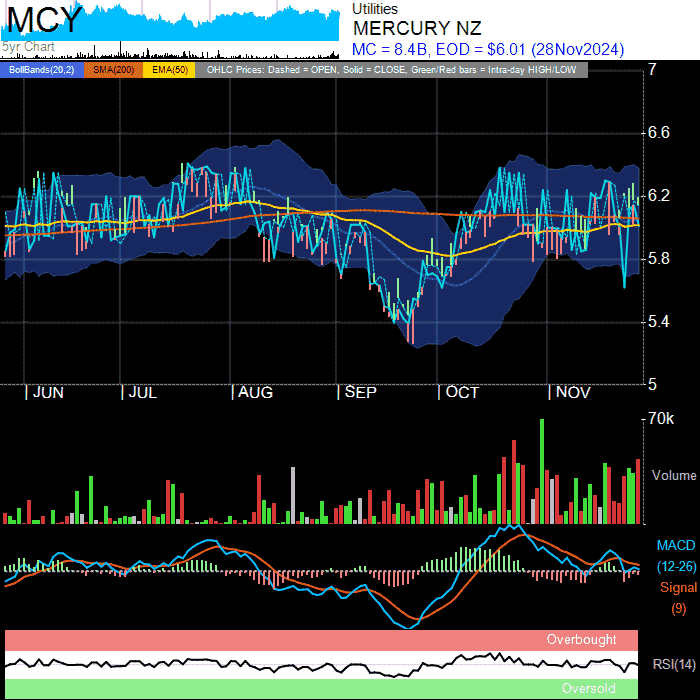 MCY
5yr Chart
Utilities
MERCURY NZ
MC = 8.4B, EOD = $6.01 (28Nov2024)
BollBands(20,2) SMA(200) EMA(50) OHLC Prices: Dashed = OPEN, Solid = CLOSE, Green/Red bars = Intra-day HIGH/LOW
7
6.6
6.2
5.8
5.4
5
JUN JUL AUG SEP OCT NOV
70k
Volume
MACD
(12-26)
Signal
(9)
Overbought
RSI(14)
Oversold